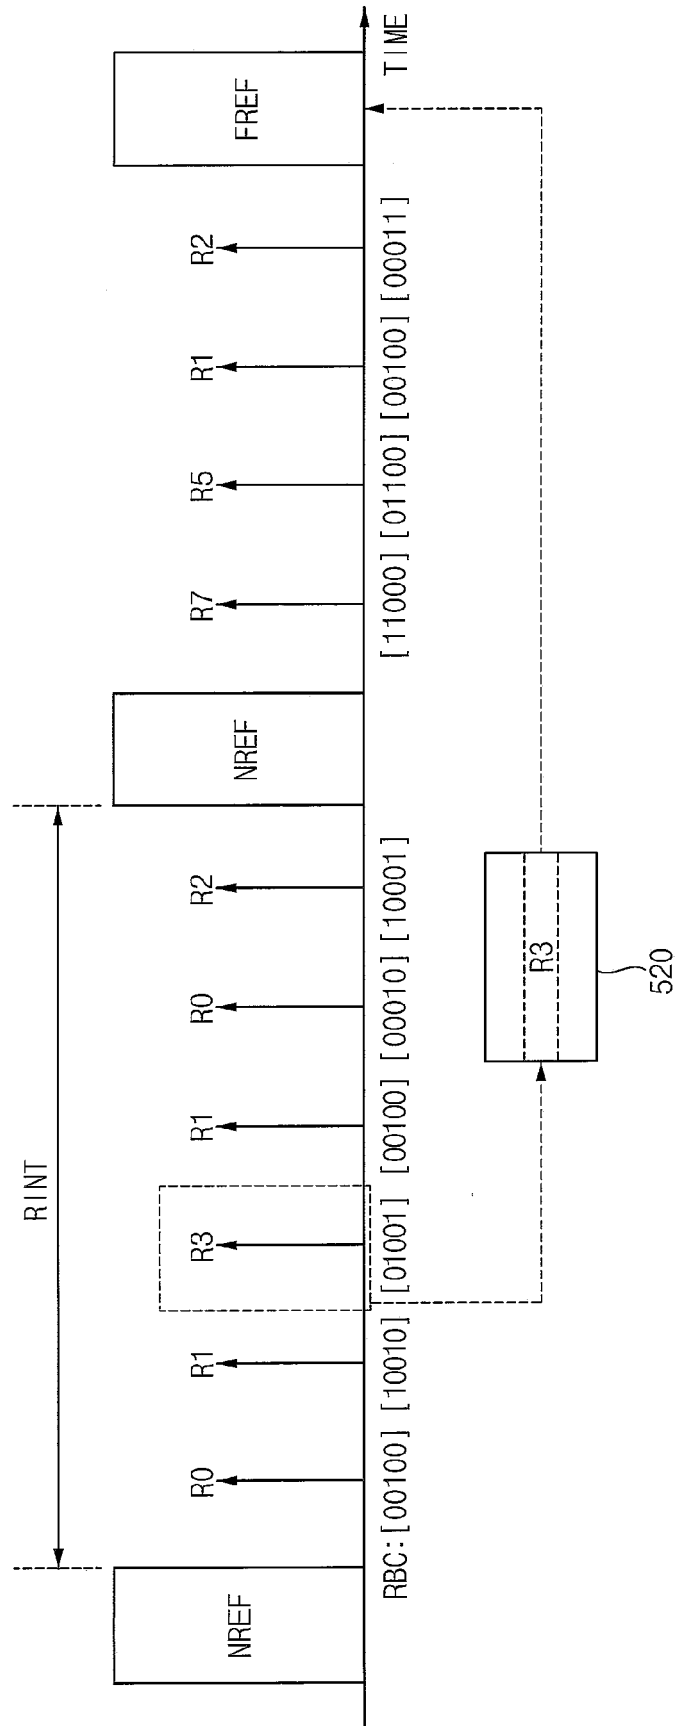 RINT
NREF R0 R1 R3 R1 R0 R2 NREF R7 R5 R1 R2 FREF
TIME
RBC:[00100] [10010] [01001] [00100] [00010] [10001] [11000] [01100] [00100] [00011]
R3
520